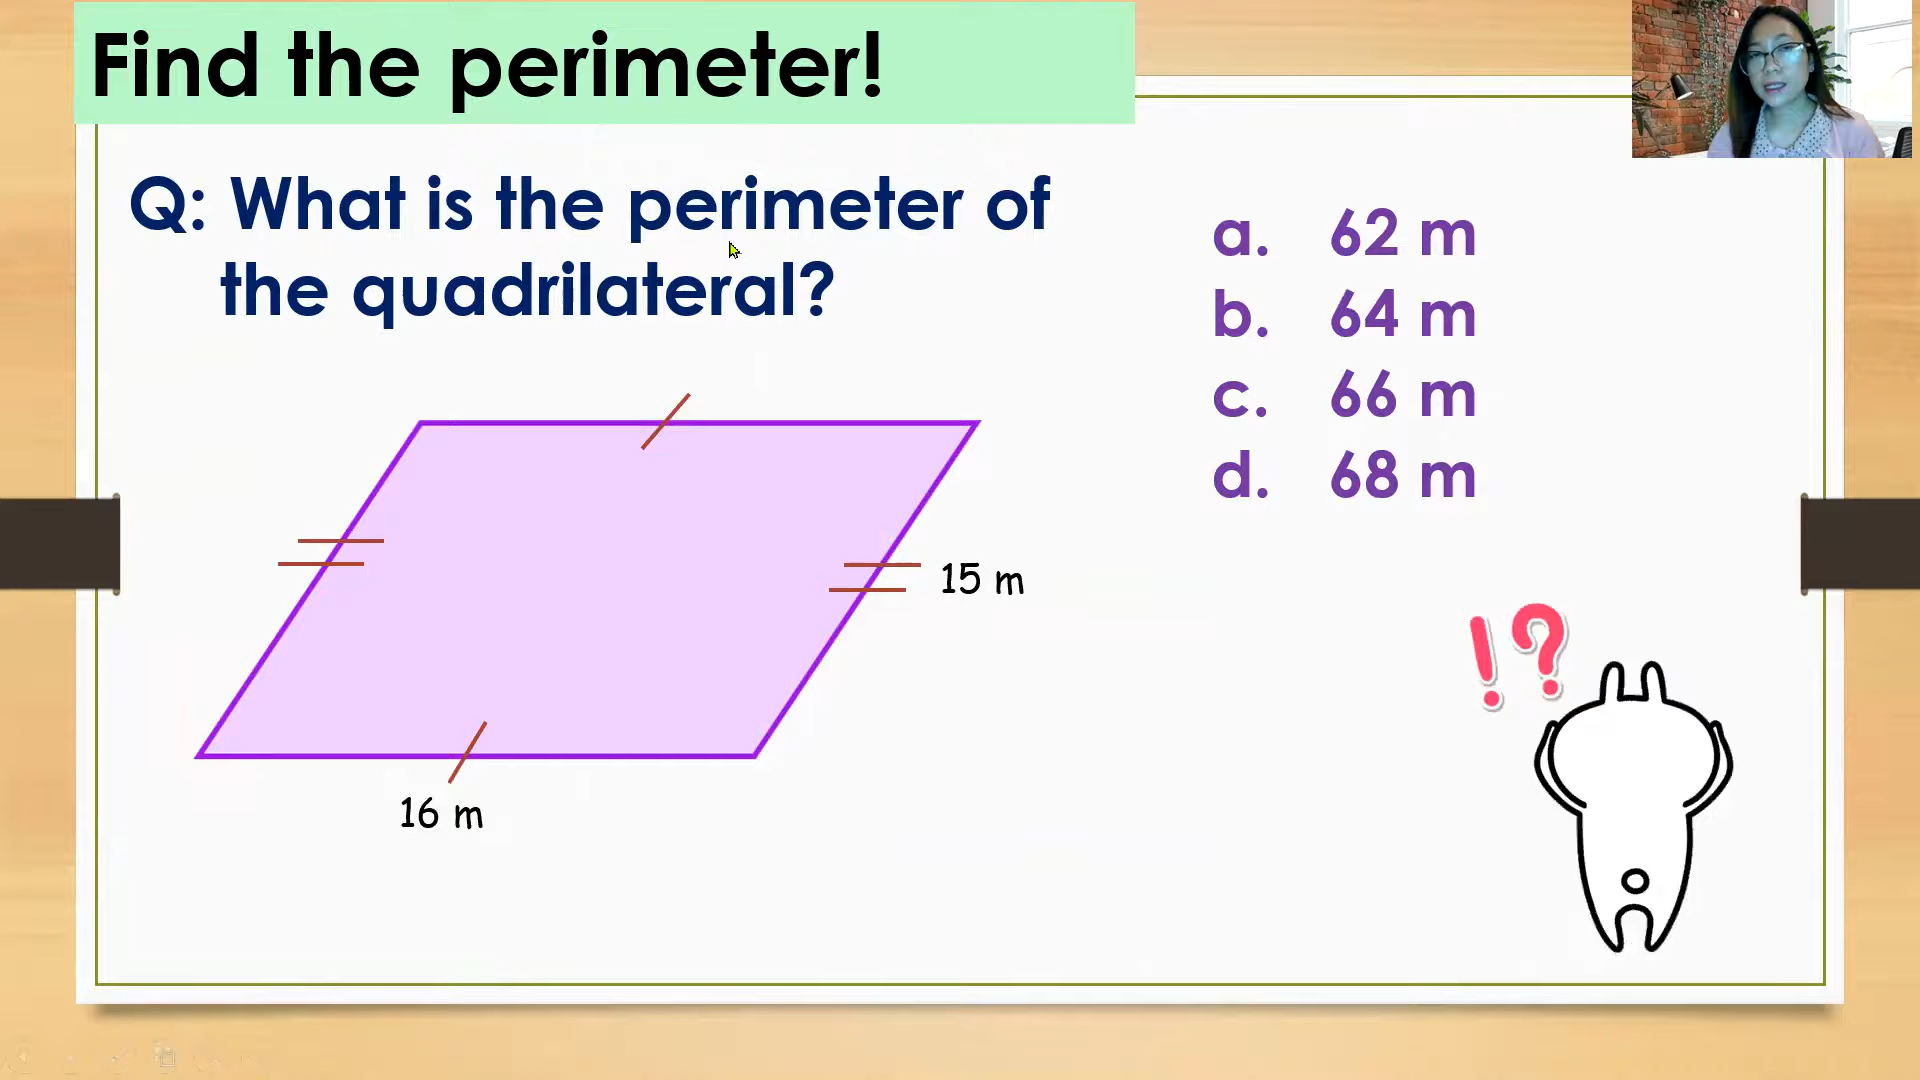 Find the perimeter!
Q: What is the perimeter of
the quadrilateral?
a. 62 m
b. 64 m
c. 66 m
d. 68 m
15 m
!?
16 m